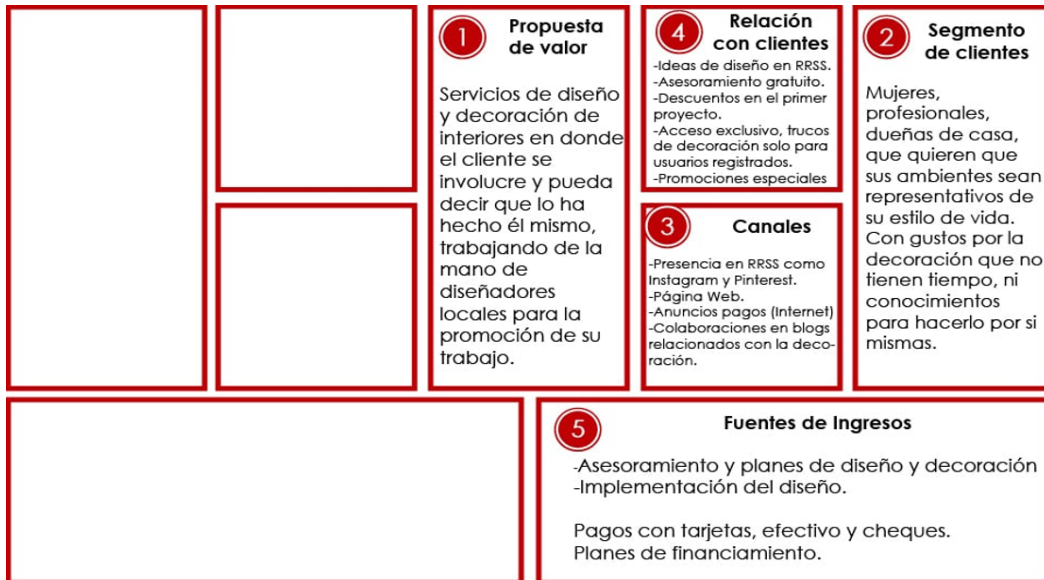 1
Propuesta
de valor
Servicios de diseño
y decoración de
interiores en donde
el cliente se
involucre y pueda
decir que lo ha
hecho él mismo,
trabajando de la
mano de
diseñadores
locales para la
promoción de su
trabajo.
4
Relación
con clientes
-Ideas de diseño en RRSS.
-Asesoramiento gratuito.
-Descuentos en el primer
proyecto.
-Acceso exclusivo, trucos
de decoración solo para
usuarios registrados.
-Promociones especiales
3
Canales
-Presencia en RRSS como
Instagram y Pinterest.
-Página Web.
-Anuncios pagos (Internet)
-Colaboraciones en blogs
relacionados con la deco-
ración.
2
Segmento
de clientes
Mujeres,
profesionales,
dueñas de casa,
que quieren que
sus ambientes sean
representativos de
su estilo de vida.
Con gustos por la
decoración que no
tienen tiempo, ni
conocimientos
para hacerlo por si
mismas.
5
Fuentes de Ingresos
-Asesoramiento y planes de diseño y decoración
-Implementación del diseño.
Pagos con tarjetas, efectivo y cheques.
Planes de financiamiento.